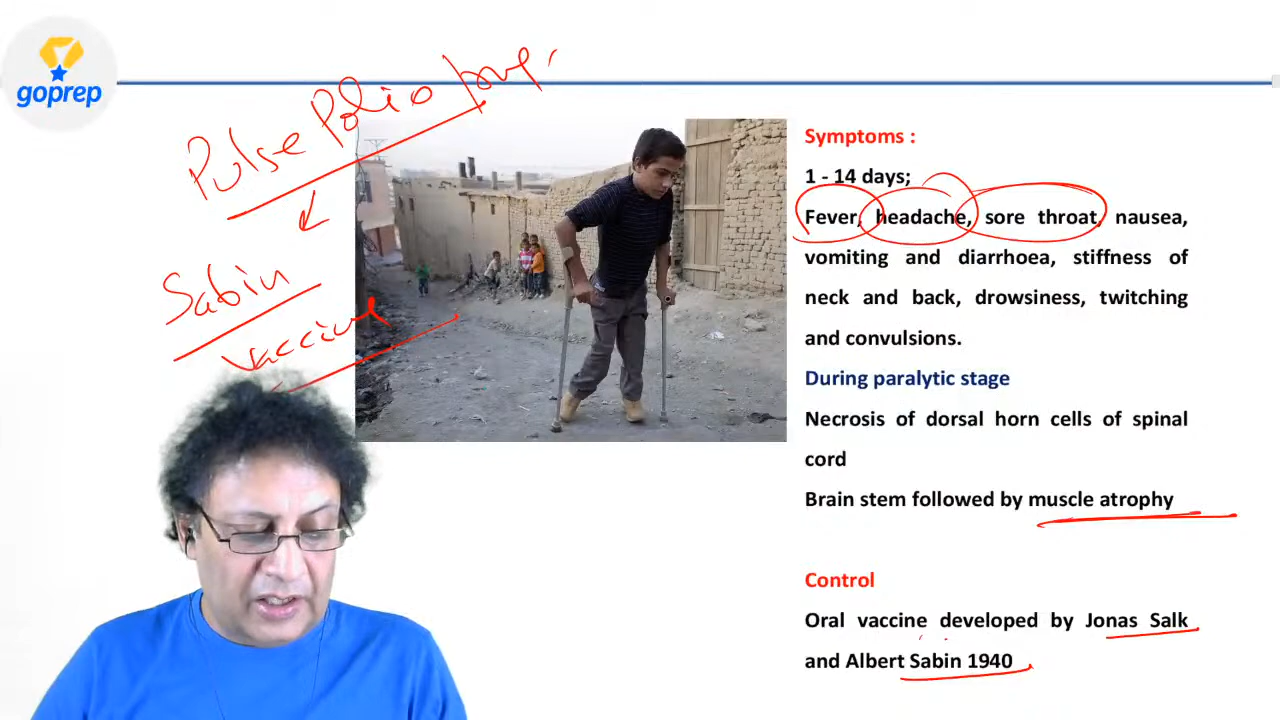 goprep
Pulse Polio
Sabin
Vaccine
Symptoms :
1 - 14 days;
Fever, headache, sore throat, nausea,
vomiting and diarrhoea, stiffness of
neck and back, drowsiness, twitching
and convulsions.
During paralytic stage
Necrosis of dorsal horn cells of spinal
cord
Brain stem followed by muscle atrophy
Control
Oral vaccine developed by Jonas Salk
and Albert Sabin 1940